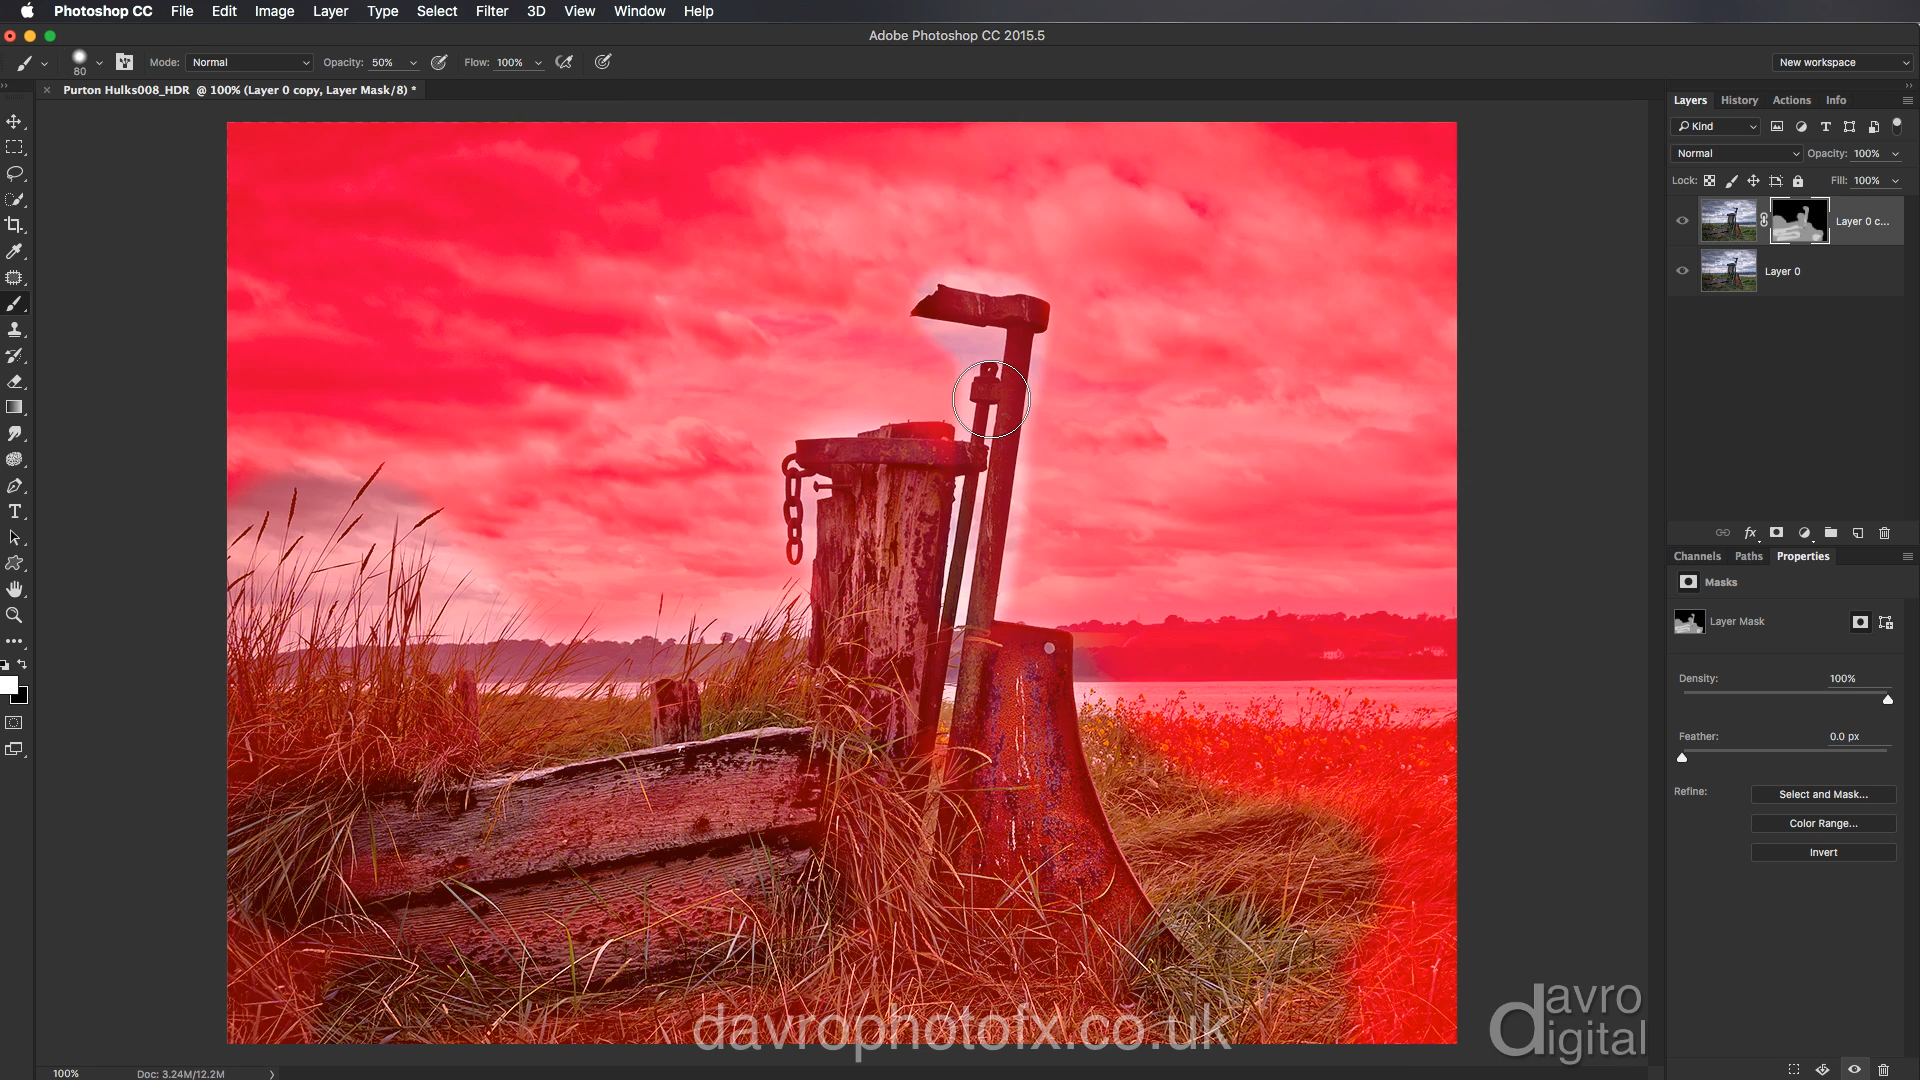 Photoshop CC File Edit Image Layer Type Select Filter 3D View Window Help
Adobe Photoshop CC 2015.5
80 Mode: Normal Opacity: 50% Flow: 100% New workspace
Purton Hulks008_HDR @ 100% (Layer 0 copy, Layer Mask/8) *
Layers History Actions Info
Kind
Normal Opacity: 100%
Lock: Fill: 100%
Layer 0 c...
Layer 0
Channels Paths Properties
Masks
Layer Mask
Density: 100%
Feather: 0.0 px
Refine: Select and Mask...
Color Range...
Invert
davrophotofx.co.uk
davro
digital
100% Doc: 3.24M/12.2M